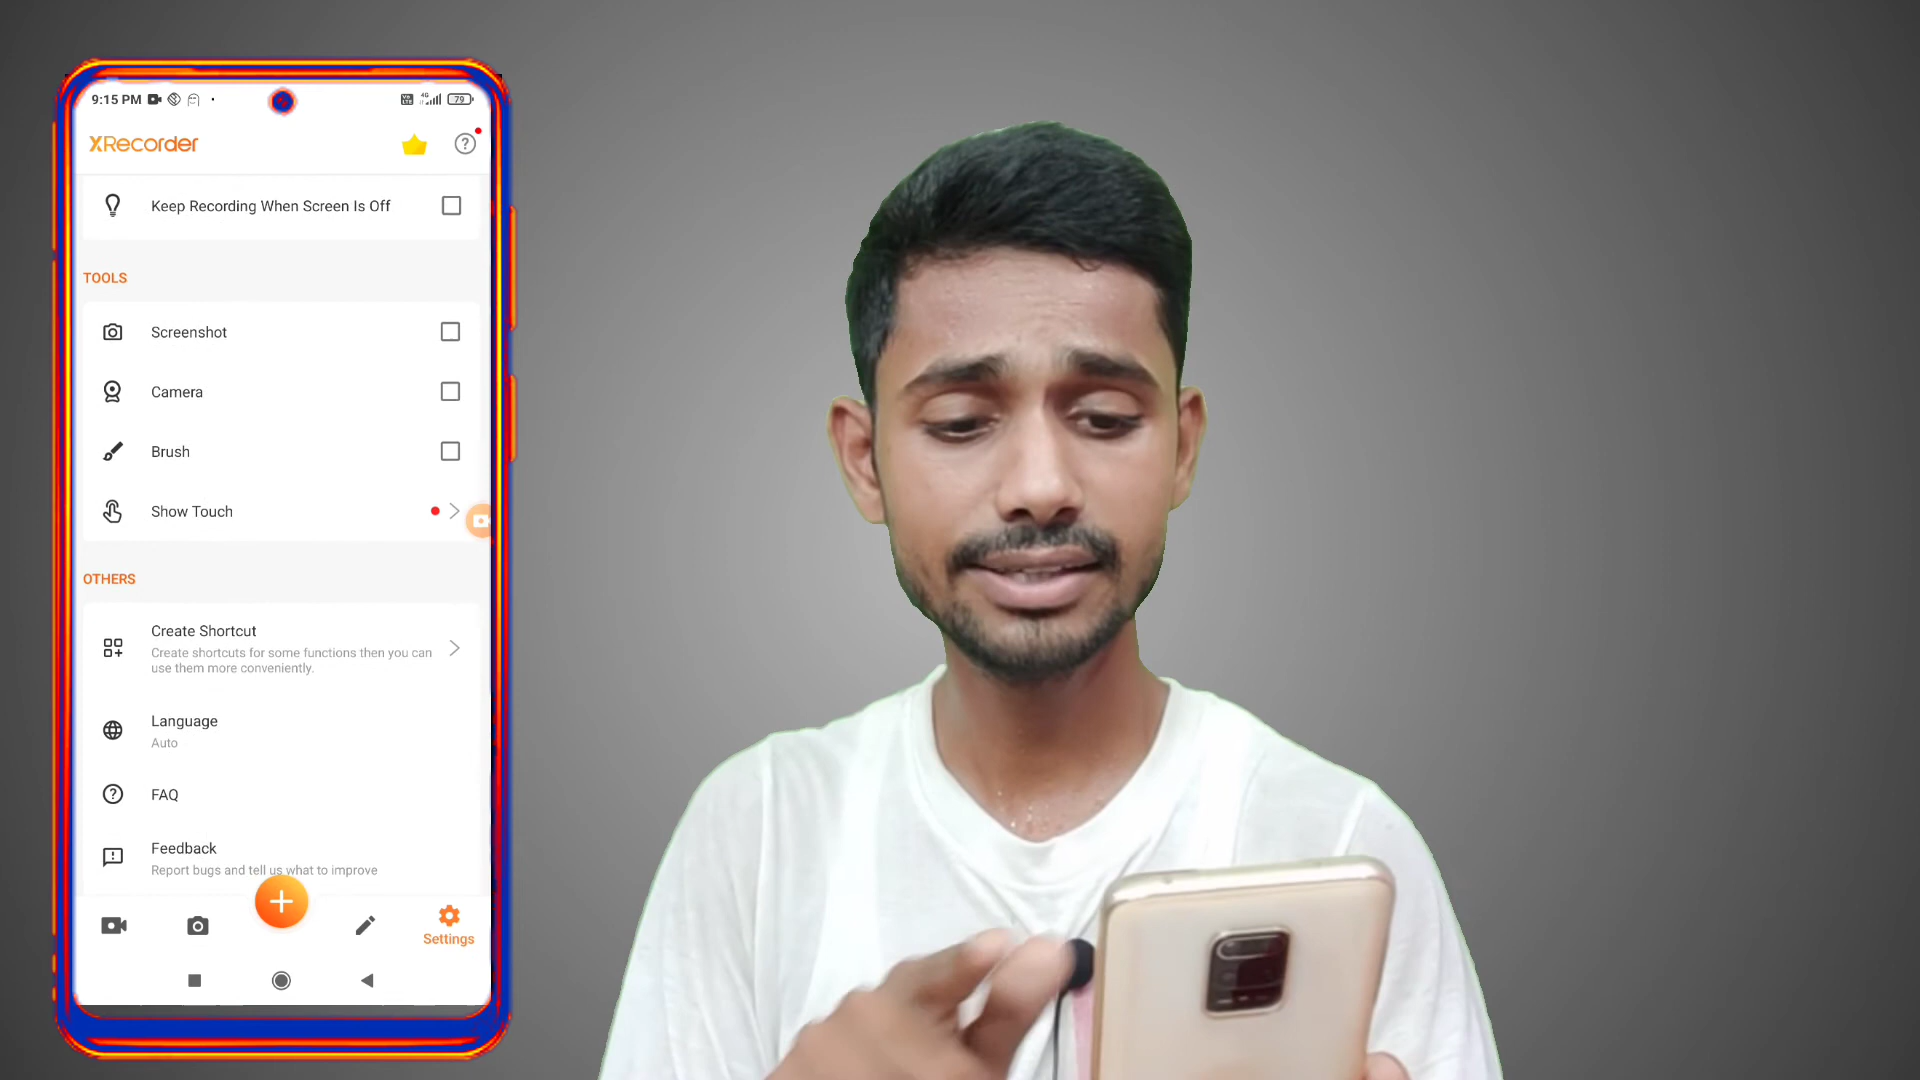 9:15 PM
4G
79
XRecorder
Keep Recording When Screen Is Off
TOOLS
Screenshot
Camera
Brush
Show Touch
OTHERS
Create Shortcut
Create shortcuts for some functions then you can
use them more conveniently.
Language
Auto
FAQ
Feedback
Report bugs and tell us what to improve
Settings